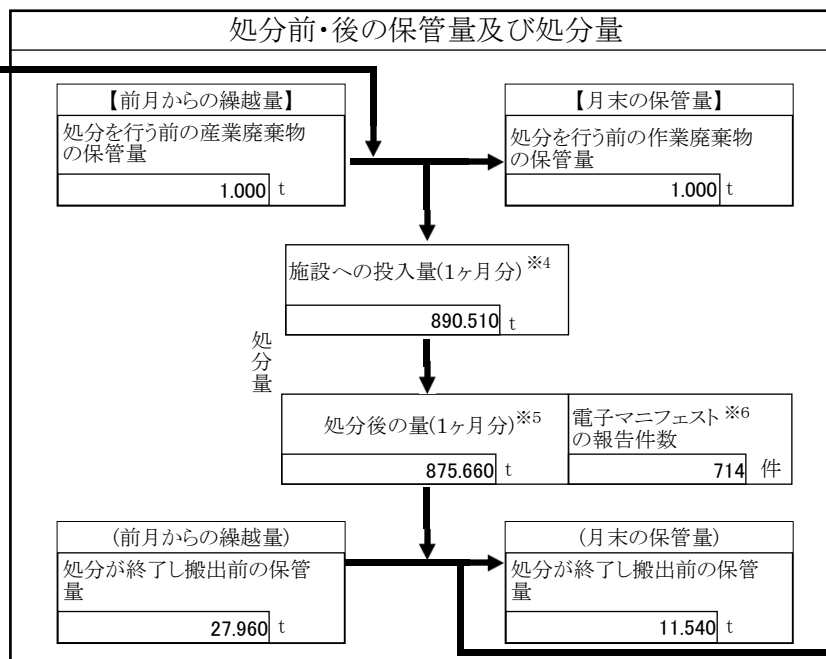 処分前・後の保管量及び処分量
【前月からの繰越量】
処分を行う前の産業廃棄物
の保管量
1.000 t
【月末の保管量】
処分を行う前の作業廃棄物
の保管量
1.000 t
施設への投入量(1ヶ月分)※4
890.510 t
処分量
処分後の量(1ヶ月分)※5
875.660 t
電子マニフェスト※6
の報告件数
714 件
(前月からの繰越量)
処分が終了し搬出前の保管
量
27.960 t
(月末の保管量)
処分が終了し搬出前の保管
量
11.540 t